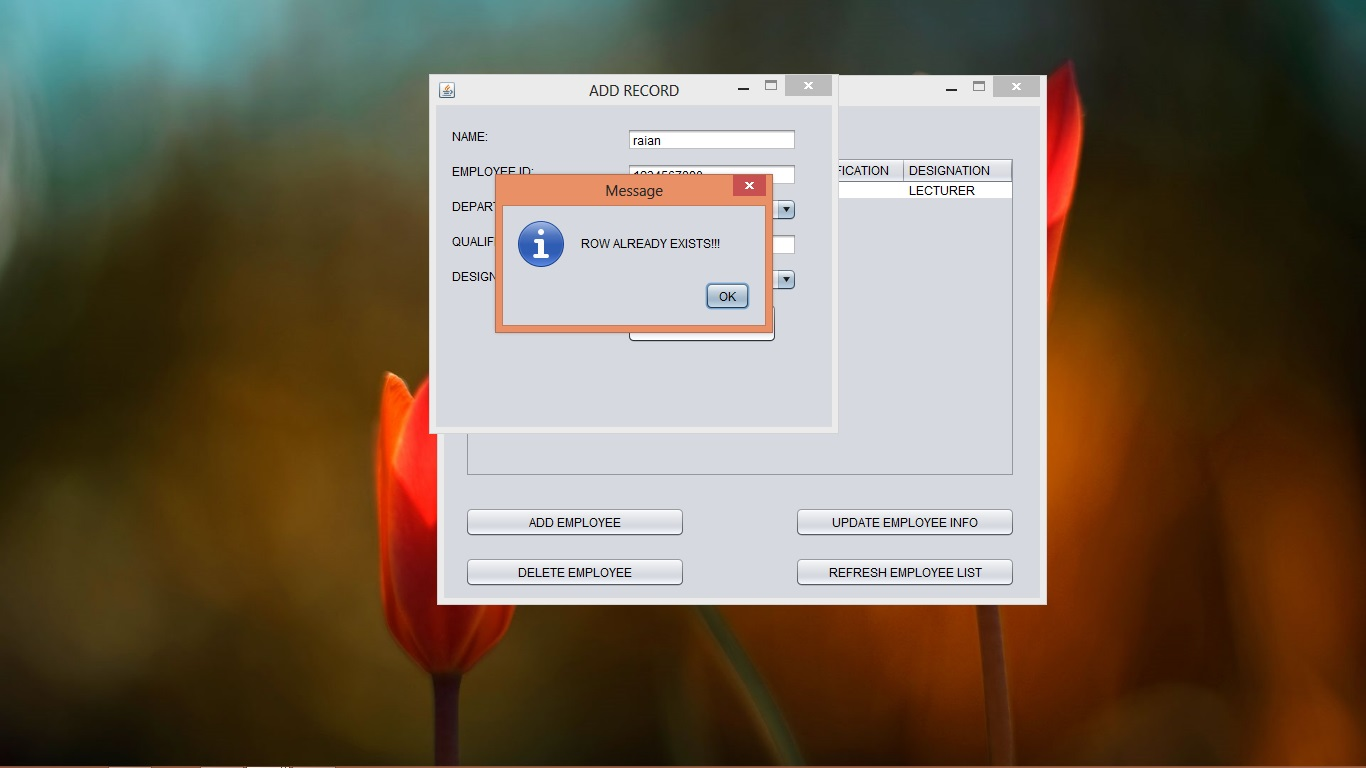 ADD RECORD
NAME:
raian
EMPLOYEE ID:
Message
ROW ALREADY EXISTS!!!
OK
DESIGNATION
LECTURER
ADD EMPLOYEE
UPDATE EMPLOYEE INFO
DELETE EMPLOYEE
REFRESH EMPLOYEE LIST